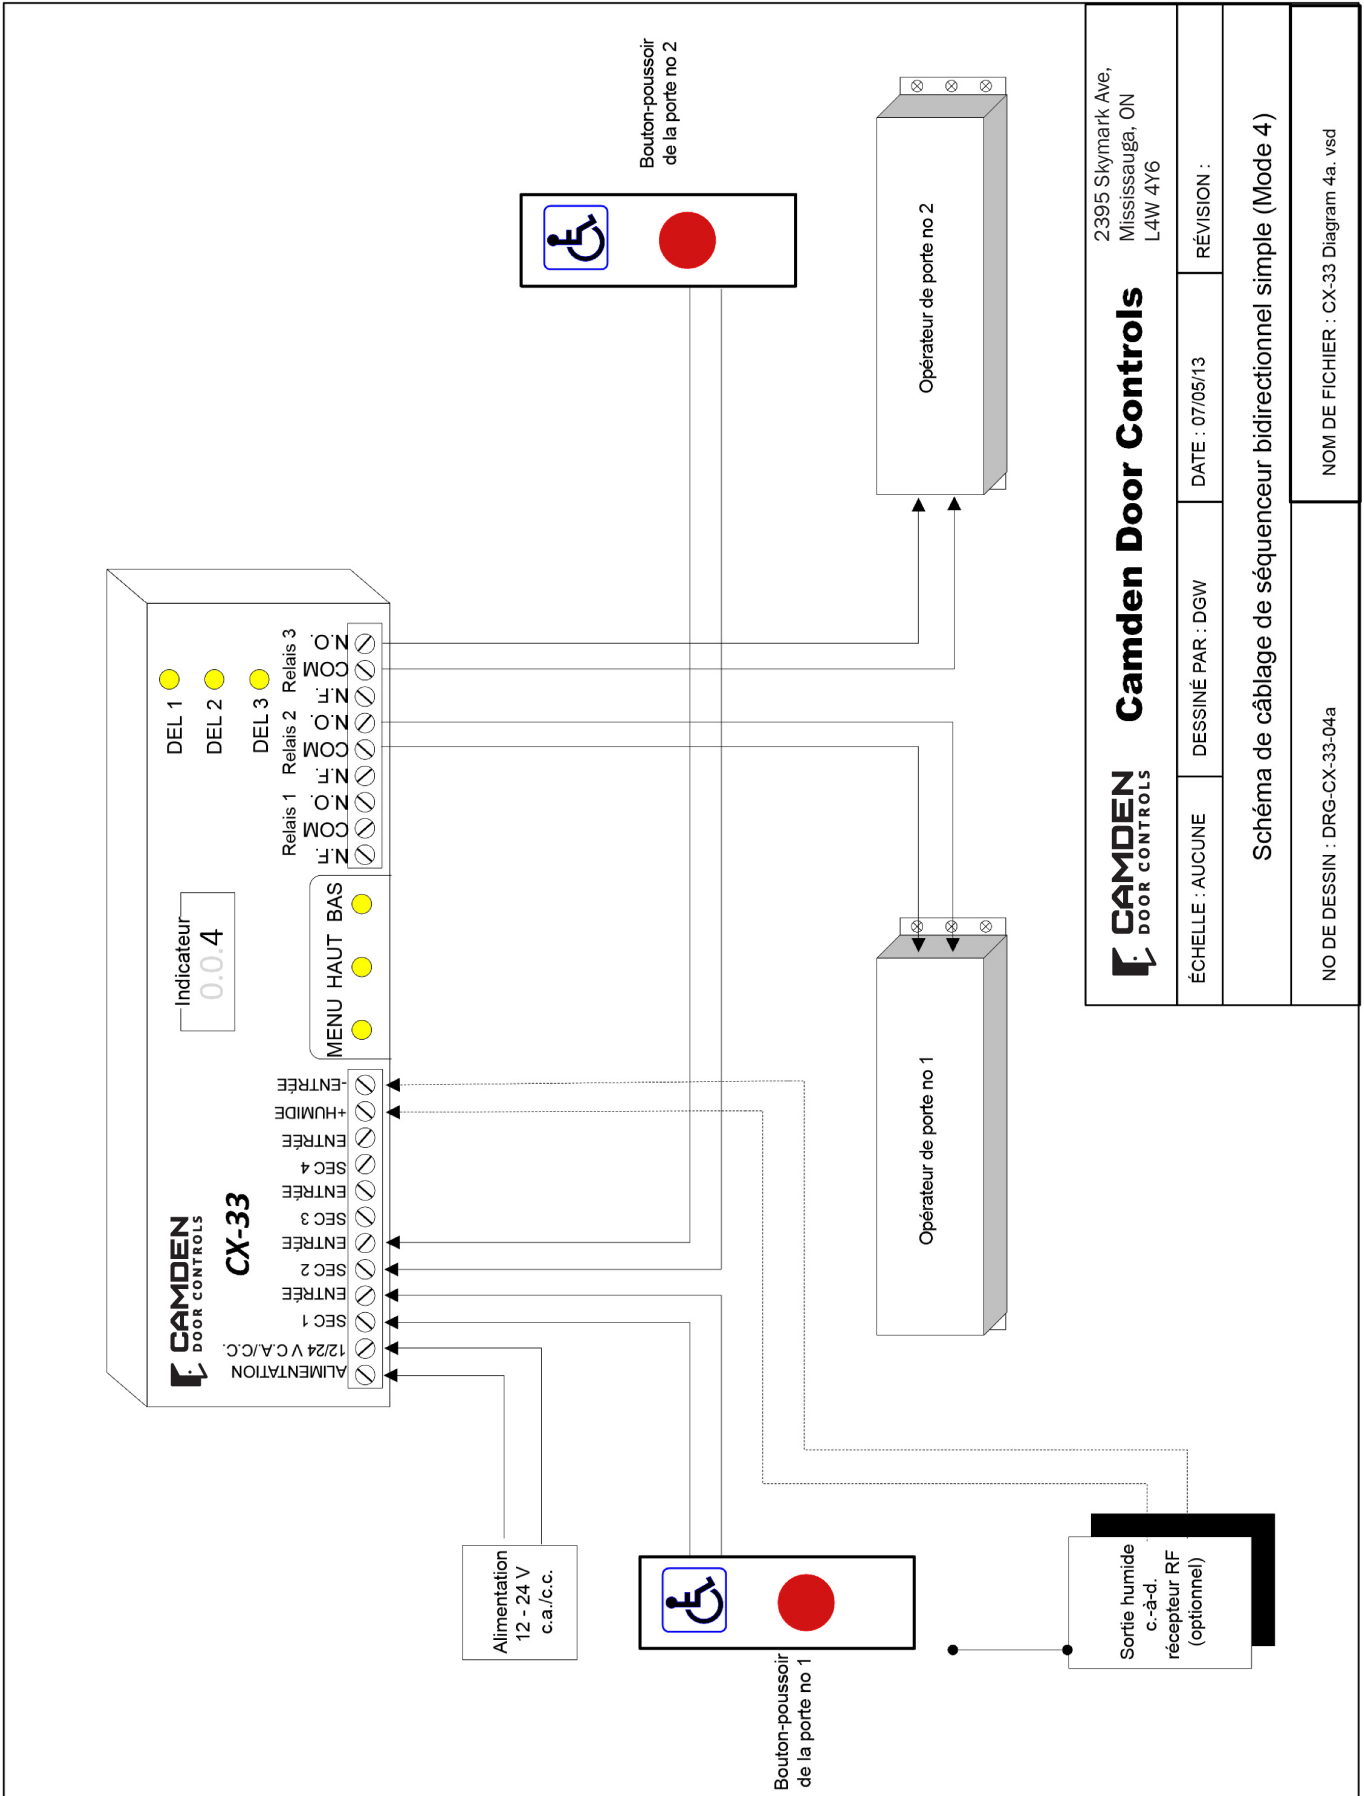 CAMDEN
DOOR CONTROLS
CX-33
Indicateur
0.0.4
DEL 1
DEL 2
DEL 3
ALIMENTATION
12/24 V C.A./C.C.
SEC 1
ENTRÉE
SEC 2
ENTRÉE
SEC 3
ENTRÉE
SEC 4
ENTRÉE
+HUMIDE
-ENTRÉE
MENU HAUT BAS
Relais 1
Relais 2
Relais 3
N.F.
COM
N.O.
N.F.
COM
N.O.
N.F.
COM
N.O.
Alimentation
12 - 24 V
c.a./c.c.
Bouton-poussoir
de la porte no 2
Bouton-poussoir
de la porte no 1
Opérateur de porte no 1
Opérateur de porte no 2
Sortie humide
c.-à-d.
récepteur RF
(optionnel)
CAMDEN
DOOR CONTROLS
Camden Door Controls
2395 Skymark Ave,
Mississauga, ON
L4W 4Y6
ÉCHELLE : AUCUNE
DESSINÉ PAR : DGW
DATE : 07/05/13
RÉVISION :
Schéma de câblage de séquenceur bidirectionnel simple (Mode 4)
NO DE DESSIN : DRG-CX-33-04a
NOM DE FICHIER : CX-33 Diagram 4a. vsd